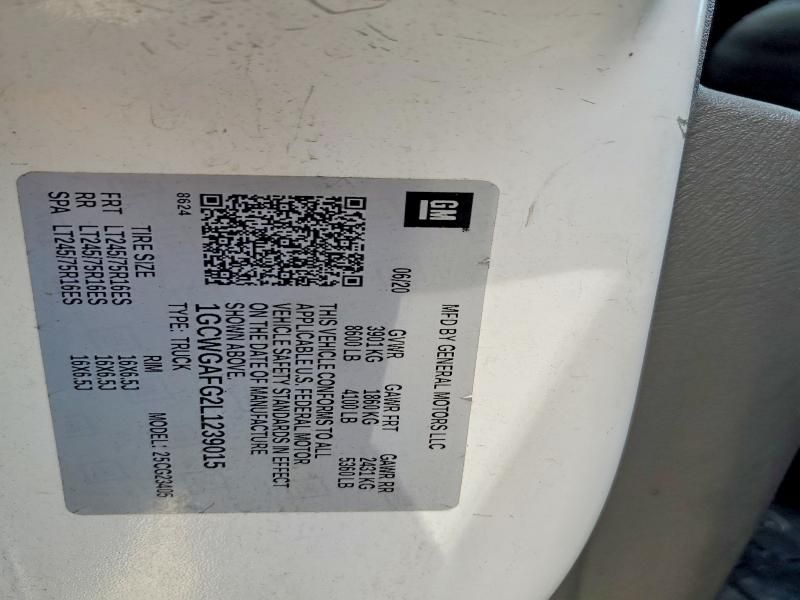 GM
MFD BY GENERAL MOTORS LLC
06/20 GVWR GAWR FRT GAWR RR
3901 KG 1860 KG 2431 KG
8600 LB 4100 LB 5360 LB
THIS VEHICLE CONFORMS TO ALL
APPLICABLE U.S. FEDERAL MOTOR
VEHICLE SAFETY STANDARDS IN EFFECT
ON THE DATE OF MANUFACTURE
SHOWN ABOVE.
1GCWGAFG2L1239015
8624 TYPE: TRUCK MODEL: 25CG23405
TIRE SIZE RIM
FRT LT245/75R16ES 16X6.5J
RR LT245/75R16ES 16X6.5J
SPA LT245/75R16ES 16X6.5J